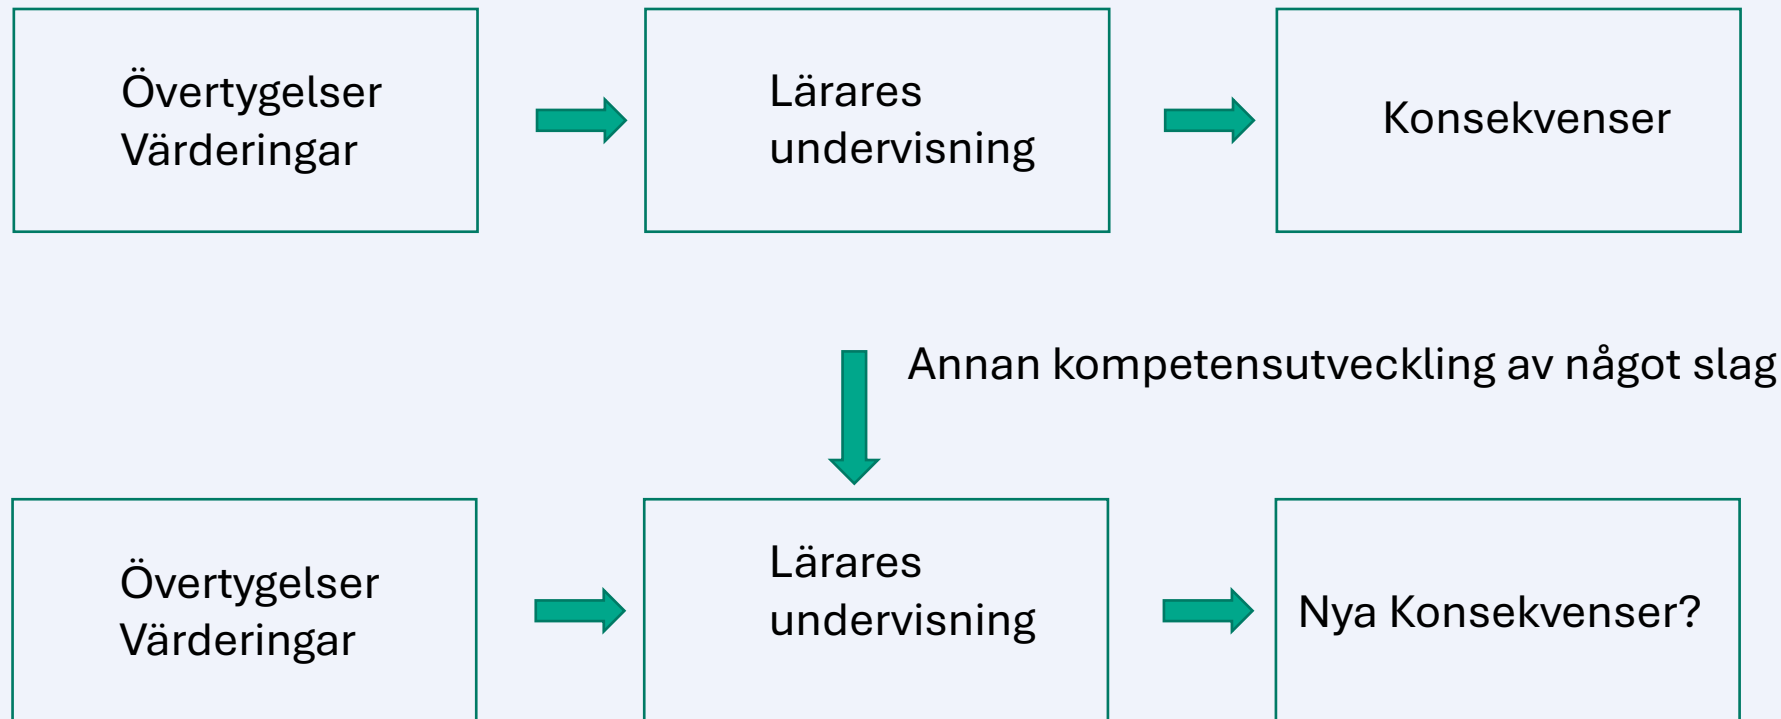 Övertygelser
Värderingar
Lärares
undervisning
Konsekvenser
Annan kompetensutveckling av något slag
Övertygelser
Värderingar
Lärares
undervisning
Nya Konsekvenser?